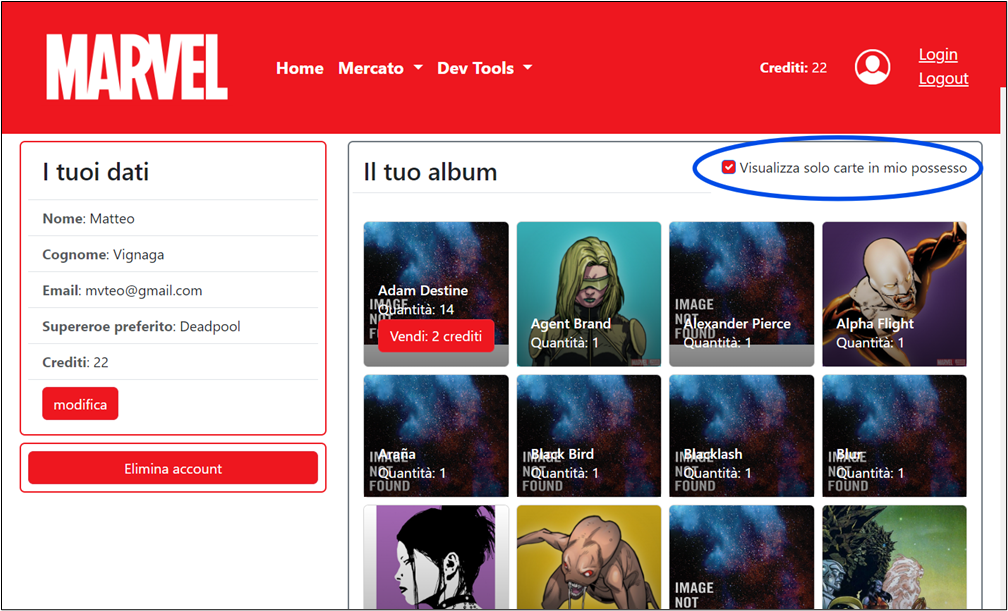 MARVEL
Home Mercato Dev Tools
Crediti: 22
Login
Logout
I tuoi dati
Nome: Matteo
Cognome: Vignaga
Email: mvteo@gmail.com
Supereroe preferito: Deadpool
Crediti: 22
modifica
Elimina account
Il tuo album
Visualizza solo carte in mio possesso
Adam Destine
IMAGE
Quantità: 14
NOT
FOUND
Vendi: 2 crediti
Agent Brand
Quantità: 1
IMAGE
NOT
Alexander Pierce
FOUND
Quantità: 1
Alpha Flight
Quantità: 1
Araña
IMAGE
Quantità: 1
NOT
FOUND
Black Bird
IMAGE
Quantità: 1
NOT
FOUND
Blacklash
IMAGE
Quantità: 1
NOT
FOUND
Blur
IMAGE
Quantità: 1
NOT
FOUND
IMAGE
NOT